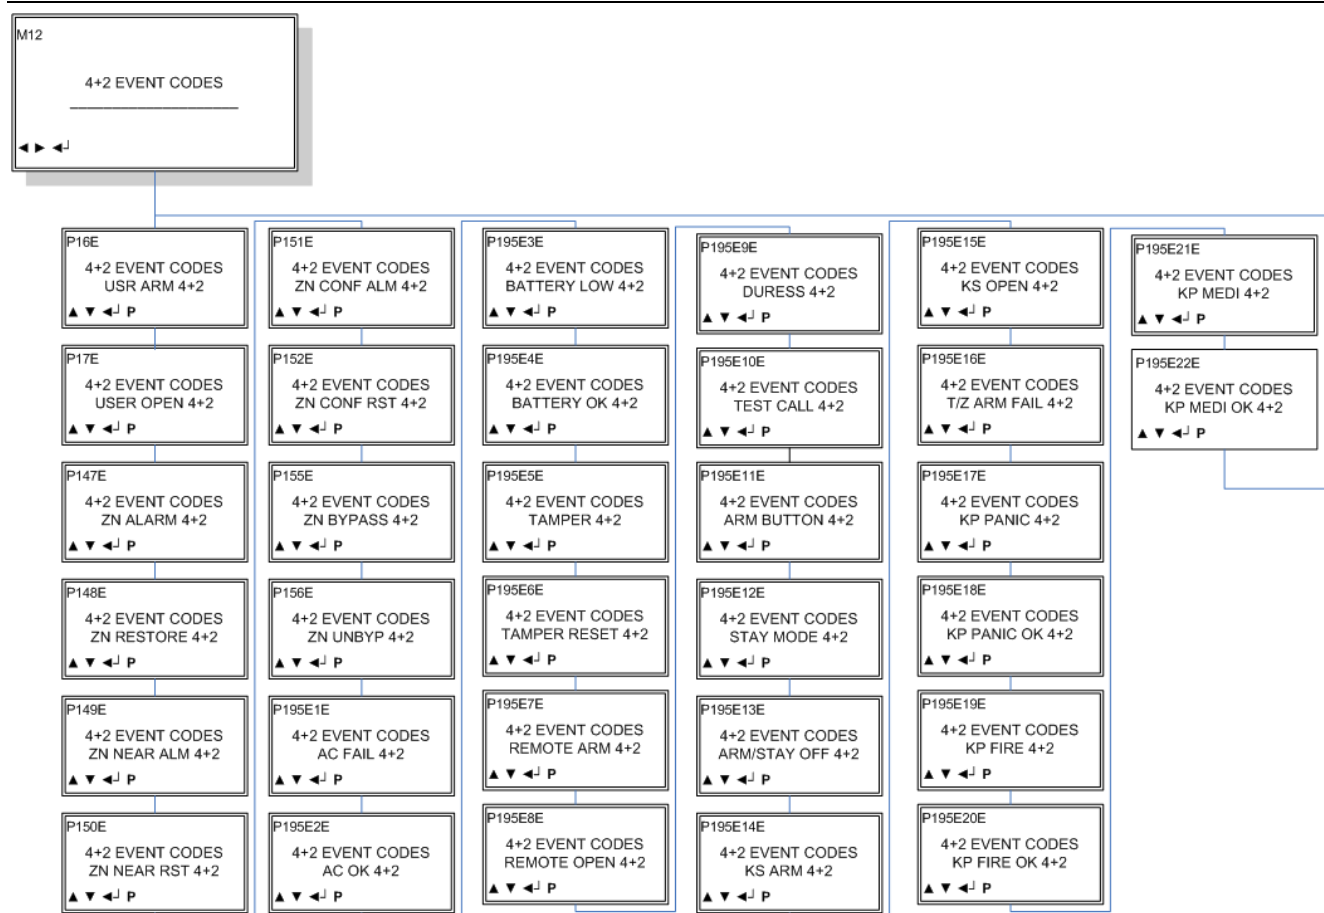 M12
4+2 EVENT CODES
◄ ► ◄┘
P16E
4+2 EVENT CODES
USR ARM 4+2
▲ ▼ ◄┘ P
P17E
4+2 EVENT CODES
USER OPEN 4+2
▲ ▼ ◄┘ P
P147E
4+2 EVENT CODES
ZN ALARM 4+2
▲ ▼ ◄┘ P
P148E
4+2 EVENT CODES
ZN RESTORE 4+2
▲ ▼ ◄┘ P
P149E
4+2 EVENT CODES
ZN NEAR ALM 4+2
▲ ▼ ◄┘ P
P150E
4+2 EVENT CODES
ZN NEAR RST 4+2
▲ ▼ ◄┘ P
P151E
4+2 EVENT CODES
ZN CONF ALM 4+2
▲ ▼ ◄┘ P
P152E
4+2 EVENT CODES
ZN CONF RST 4+2
▲ ▼ ◄┘ P
P155E
4+2 EVENT CODES
ZN BYPASS 4+2
▲ ▼ ◄┘ P
P156E
4+2 EVENT CODES
ZN UNBYP 4+2
▲ ▼ ◄┘ P
P195E1E
4+2 EVENT CODES
AC FAIL 4+2
▲ ▼ ◄┘ P
P195E2E
4+2 EVENT CODES
AC OK 4+2
▲ ▼ ◄┘ P
P195E3E
4+2 EVENT CODES
BATTERY LOW 4+2
▲ ▼ ◄┘ P
P195E4E
4+2 EVENT CODES
BATTERY OK 4+2
▲ ▼ ◄┘ P
P195E5E
4+2 EVENT CODES
TAMPER 4+2
▲ ▼ ◄┘ P
P195E6E
4+2 EVENT CODES
TAMPER RESET 4+2
▲ ▼ ◄┘ P
P195E7E
4+2 EVENT CODES
REMOTE ARM 4+2
▲ ▼ ◄┘ P
P195E8E
4+2 EVENT CODES
REMOTE OPEN 4+2
▲ ▼ ◄┘ P
P195E9E
4+2 EVENT CODES
DURESS 4+2
▲ ▼ ◄┘ P
P195E10E
4+2 EVENT CODES
TEST CALL 4+2
▲ ▼ ◄┘ P
P195E11E
4+2 EVENT CODES
ARM BUTTON 4+2
▲ ▼ ◄┘ P
P195E12E
4+2 EVENT CODES
STAY MODE 4+2
▲ ▼ ◄┘ P
P195E13E
4+2 EVENT CODES
ARM/STAY OFF 4+2
▲ ▼ ◄┘ P
P195E14E
4+2 EVENT CODES
KS ARM 4+2
▲ ▼ ◄┘ P
P195E15E
4+2 EVENT CODES
KS OPEN 4+2
▲ ▼ ◄┘ P
P195E16E
4+2 EVENT CODES
T/Z ARM FAIL 4+2
▲ ▼ ◄┘ P
P195E17E
4+2 EVENT CODES
KP PANIC 4+2
▲ ▼ ◄┘ P
P195E18E
4+2 EVENT CODES
KP PANIC OK 4+2
▲ ▼ ◄┘ P
P195E19E
4+2 EVENT CODES
KP FIRE 4+2
▲ ▼ ◄┘ P
P195E20E
4+2 EVENT CODES
KP FIRE OK 4+2
▲ ▼ ◄┘ P
P195E21E
4+2 EVENT CODES
KP MEDI 4+2
▲ ▼ ◄┘ P
P195E22E
4+2 EVENT CODES
KP MEDI OK 4+2
▲ ▼ ◄┘ P